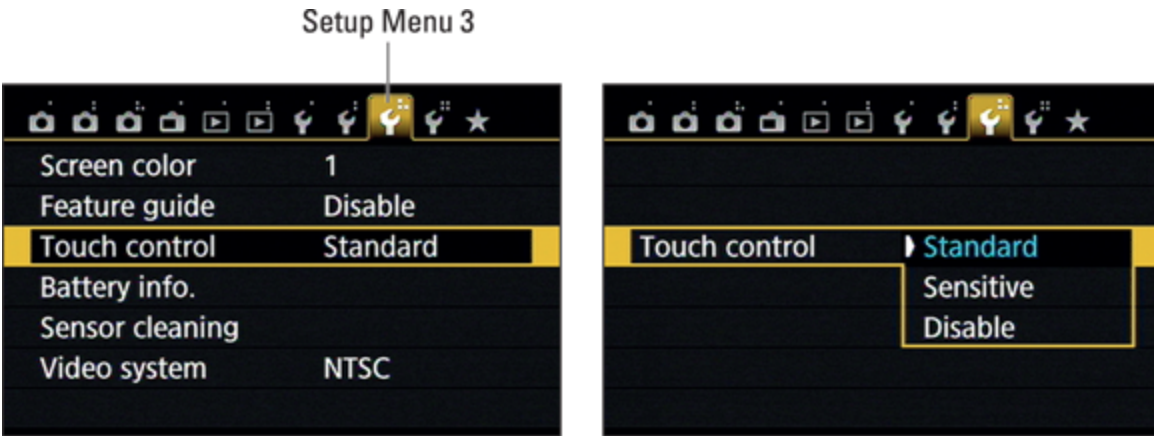 Setup Menu 3
Screen color 1
Feature guide Disable
Touch control Standard
Battery info.
Sensor cleaning
Video system NTSC
Touch control Standard
Sensitive
Disable